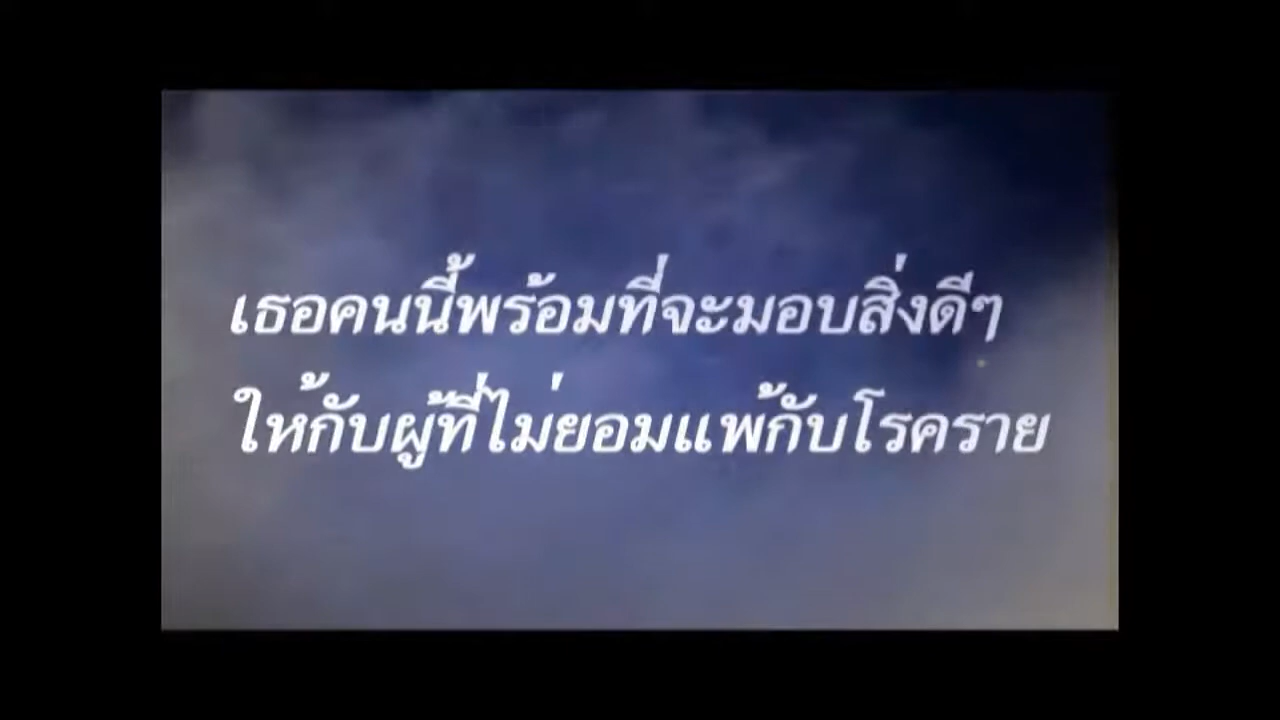 เธอคนนี้พร้อมที่จะมอบสิ่งดีๆ
ให้กับผู้ที่ไม่ยอมแพ้กับโรคราย